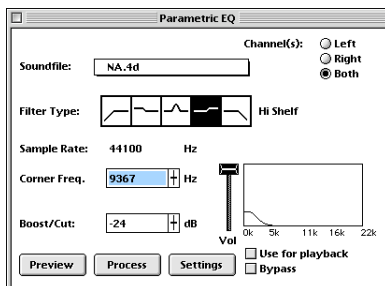 Parametric EQ
Channel(s): Left
Right
Both
Soundfile: NA.4d
Filter Type: Hi Shelf
Sample Rate: 44100 Hz
Corner Freq. 9367 Hz
Boost/Cut: -24 dB
Vol
0k 5k 11k 16k 22k
Use for playback
Bypass
Preview Process Settings